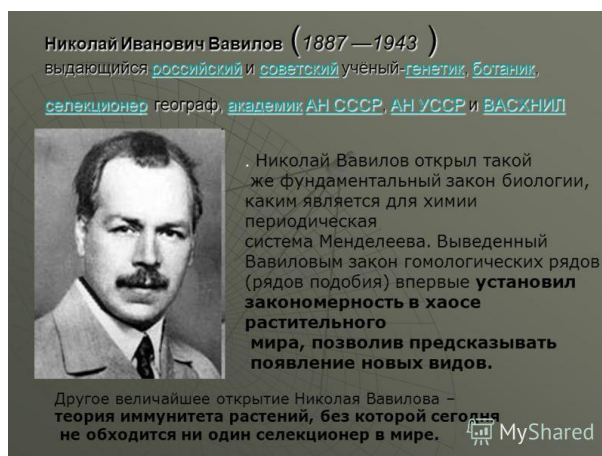 Николай Иванович Вавилов (1887 —1943 )
выдающийся российский и советский учёный-генетик, ботаник,
селекционер географ, академик АН СССР, АН УССР и ВАСХНИЛ
. Николай Вавилов открыл такой
же фундаментальный закон биологии,
каким является для химии
периодическая
система Менделеева. Выведенный
Вавиловым закон гомологических рядов
(рядов подобия) впервые установил
закономерность в хаосе
растительного
мира, позволив предсказывать
появление новых видов.
Другое величайшее открытие Николая Вавилова –
теория иммунитета растений, без которой сегодня
не обходится ни один селекционер в мире.
MyShared